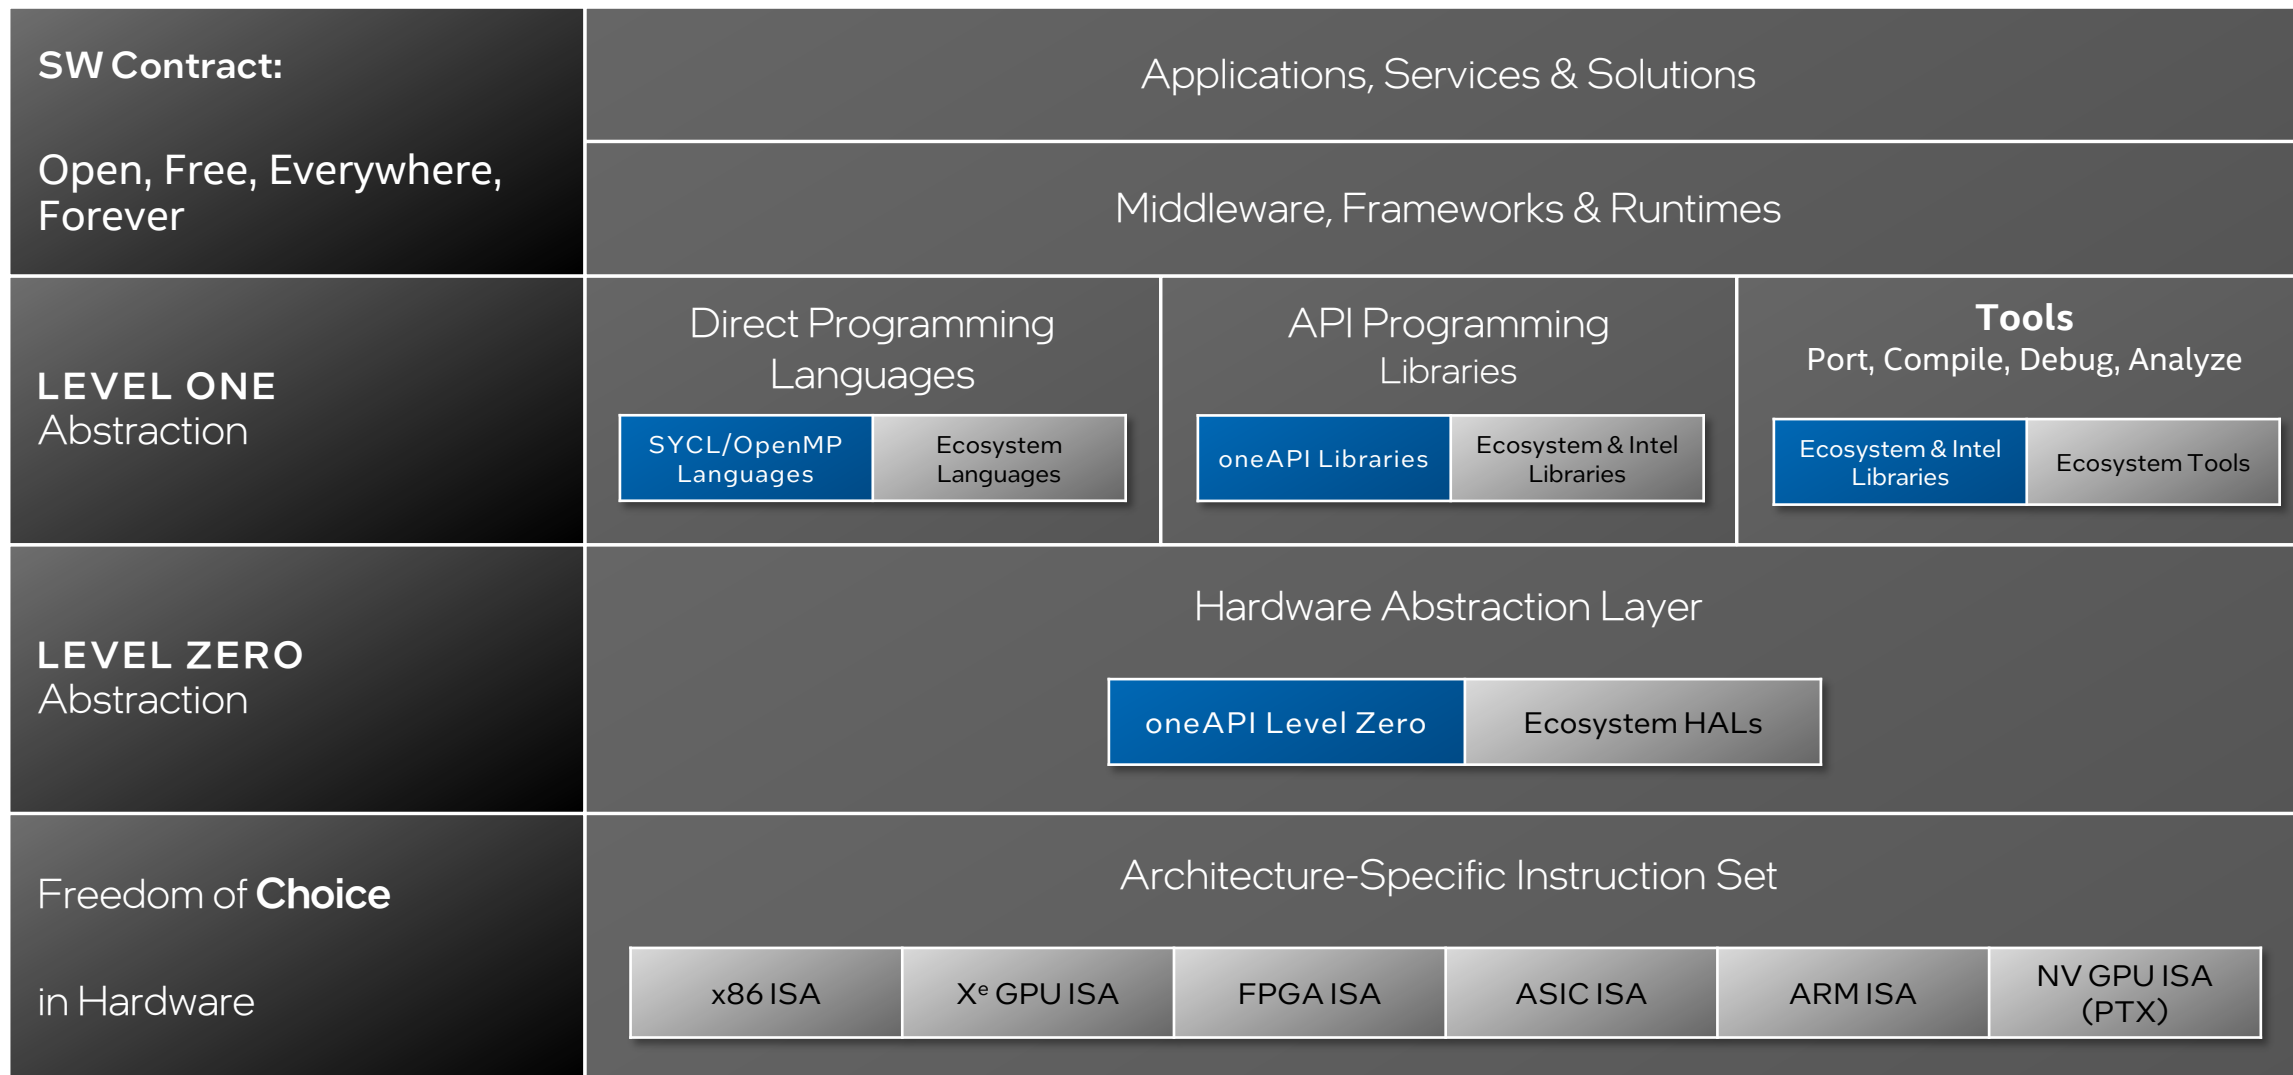 SW Contract:
Open, Free, Everywhere,
Forever
Applications, Services & Solutions
Middleware, Frameworks & Runtimes
LEVEL ONE
Abstraction
Direct Programming
Languages
SYCL/OpenMP
Languages
Ecosystem
Languages
API Programming
Libraries
oneAPI Libraries
Ecosystem & Intel
Libraries
Tools
Port, Compile, Debug, Analyze
Ecosystem & Intel
Libraries
Ecosystem Tools
LEVEL ZERO
Abstraction
Hardware Abstraction Layer
oneAPI Level Zero
Ecosystem HALs
Freedom of Choice
in Hardware
Architecture-Specific Instruction Set
x86 ISA
Xᵉ GPU ISA
FPGA ISA
ASIC ISA
ARM ISA
NV GPU ISA
(PTX)